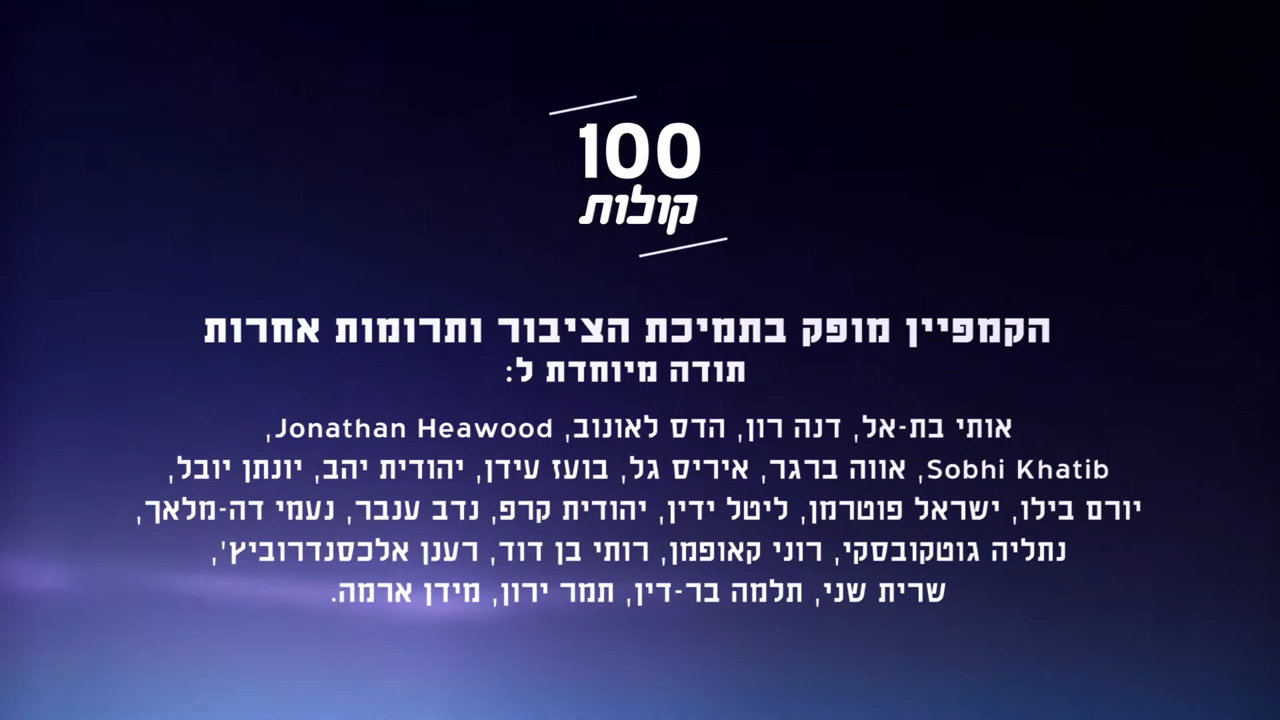 100
קולות
הקמפיין מופק בתמיכת הציבור ותרומות אחרות
תודה מיוחדת ל:
אותי בת-אל, דנה רון, הדס לאונוב, Jonathan Heawood,
Sobhi Khatib, אווה ברגר, איריס גל, בועז עידן, יהודית יהב, יונתן יובל,
יורם בילו, ישראל פוטרמן, ליטל ידין, יהודית קרפ, נדב ענבר, נעמי דה-מלאך,
נתליה גוטקובסקי, רוני קאופמן, רותי בן דוד, רענן אלכסנדרוביץ',
שרית שני, תלמה בר-דין, תמר ירון, מידן ארמה.